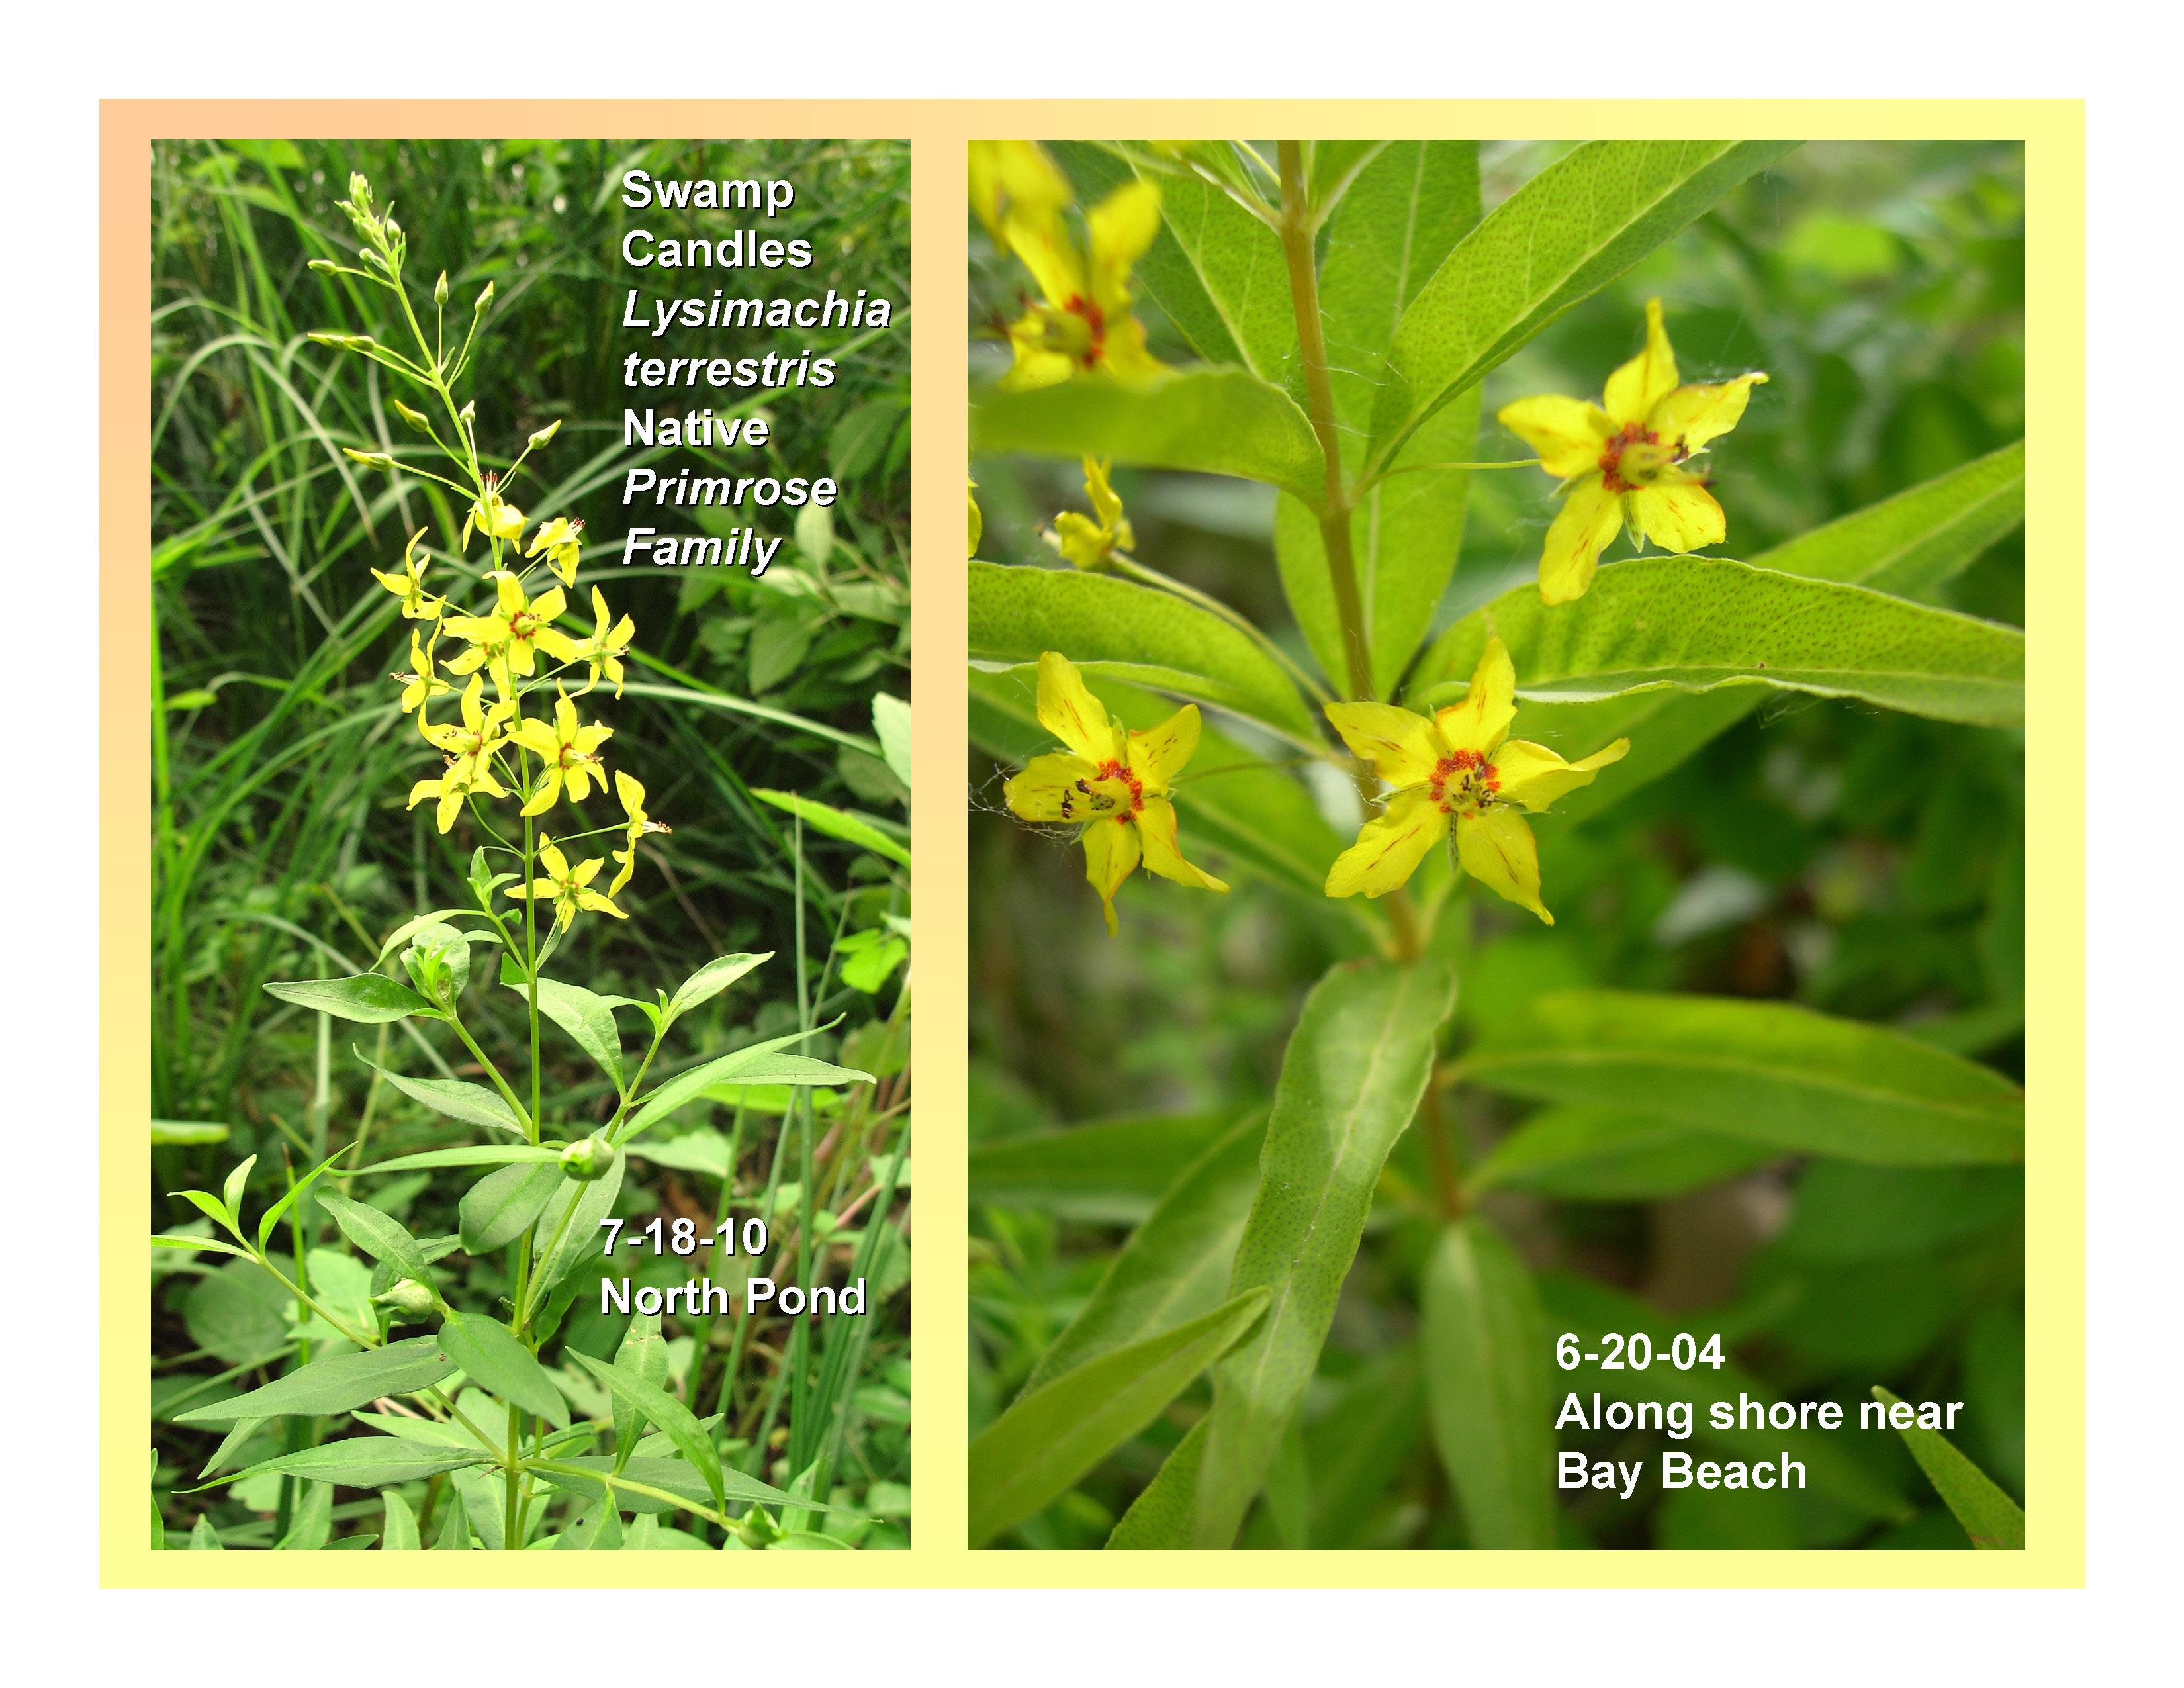 Swamp
Candles
Lysimachia
terrestris
Native
Primrose
Family
7-18-10
North Pond
6-20-04
Along shore near
Bay Beach